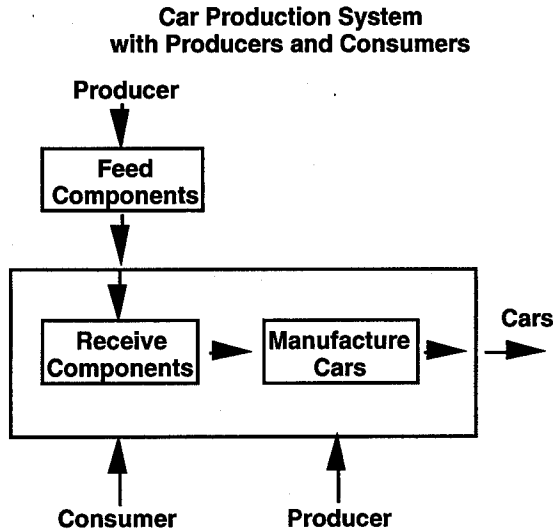 Car Production System
with Producers and Consumers
Producer
Feed
Components
Receive
Components
Manufacture
Cars
Cars
Consumer
Producer